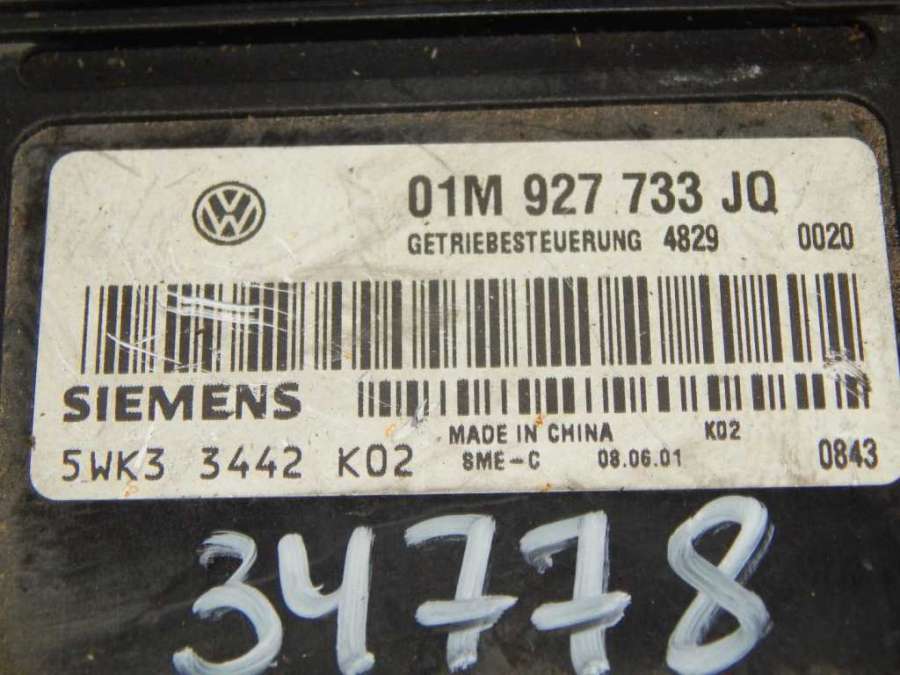 01M 927 733 JQ
GETRIEBESTEUERUNG 4829 0020
SIEMENS
MADE IN CHINA K02
5WK3 3442 K02 SME-C 08.06.01 0843
34778